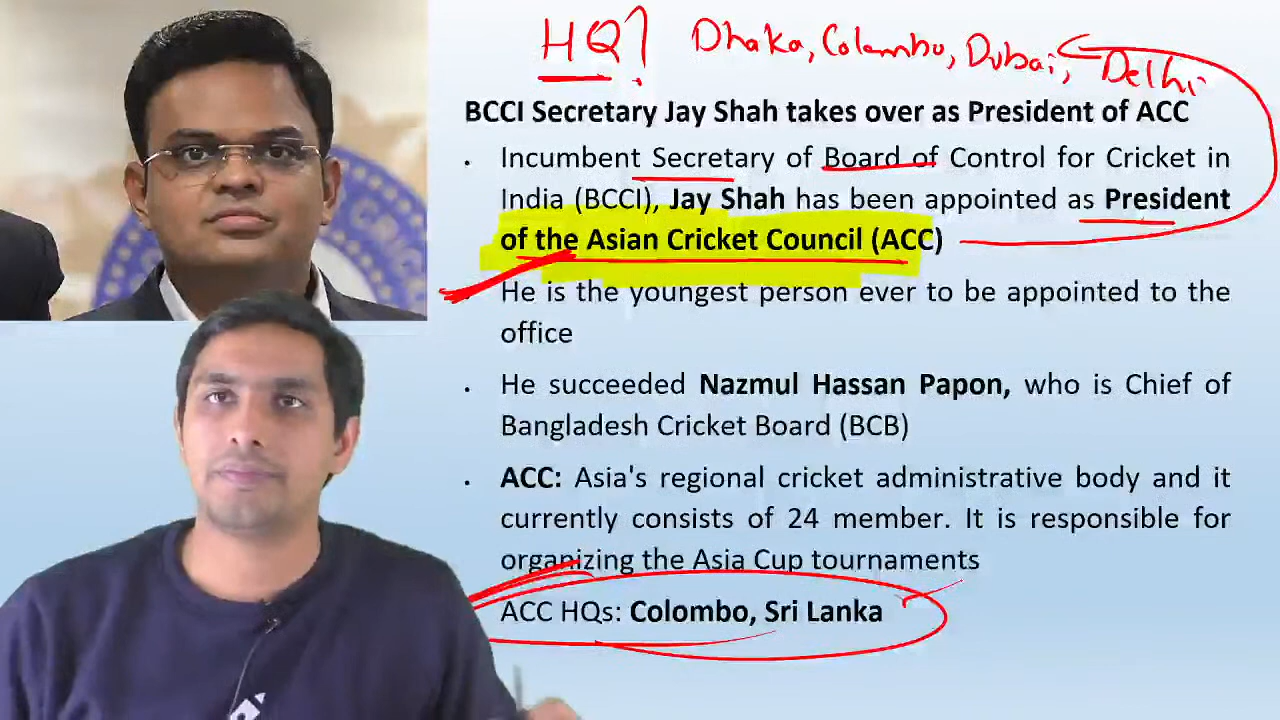 HQ? Dhaka, Colombo, Dubai, Delhi
BCCI Secretary Jay Shah takes over as President of ACC
• Incumbent Secretary of Board of Control for Cricket in
India (BCCI), Jay Shah has been appointed as President
of the Asian Cricket Council (ACC)
He is the youngest person ever to be appointed to the
office
• He succeeded Nazmul Hassan Papon, who is Chief of
Bangladesh Cricket Board (BCB)
• ACC: Asia's regional cricket administrative body and it
currently consists of 24 member. It is responsible for
organizing the Asia Cup tournaments
ACC HQs: Colombo, Sri Lanka